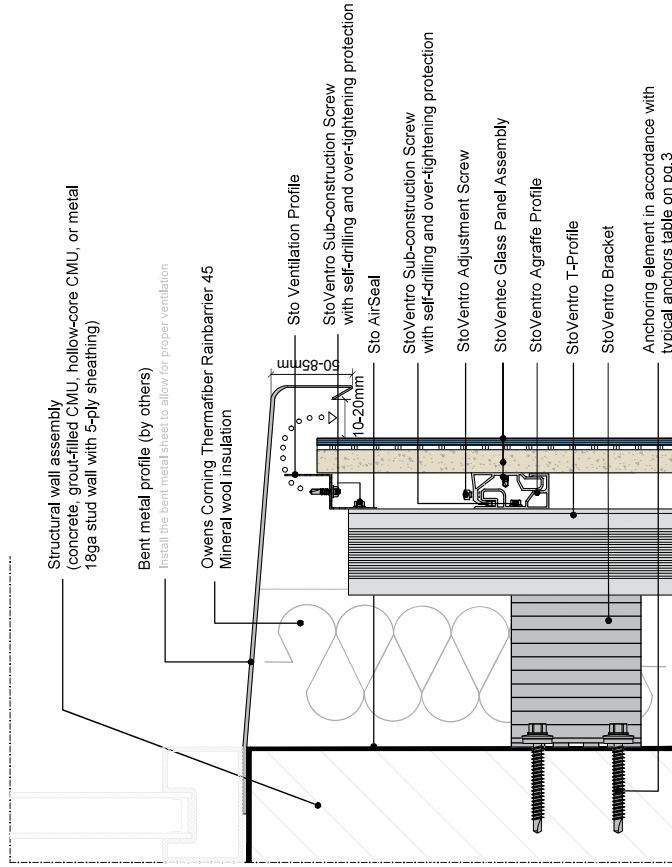 Structural wall assembly
(concrete, grout-filled CMU, hollow-core CMU, or metal
18ga stud wall with 5-ply sheathing)
Bent metal profile (by others)
Install the bent metal sheet to allow for proper ventilation
Owens Corning Thermafiber Rainbarrier 45
Mineral wool insulation
50-85mm
10-20mm
Sto Ventilation Profile
StoVentro Sub-construction Screw
with self-drilling and over-tightening protection
Sto AirSeal
StoVentro Sub-construction Screw
with self-drilling and over-tightening protection
StoVentro Adjustment Screw
StoVentec Glass Panel Assembly
StoVentro Agraffe Profile
StoVentro T-Profile
StoVentro Bracket
Anchoring element in accordance with
typical anchors table on pg.3